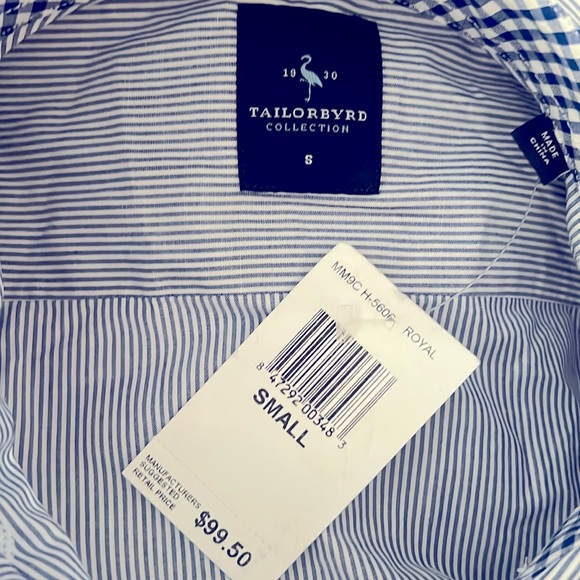 19 30
TAILORBYRD
COLLECTION
S
MADE
IN
CHINA
MM9C H-5606 ROYAL
8 47292 00348 3
SMALL
MANUFACTURERS
SUGGESTED
RETAIL PRICE
$99.50